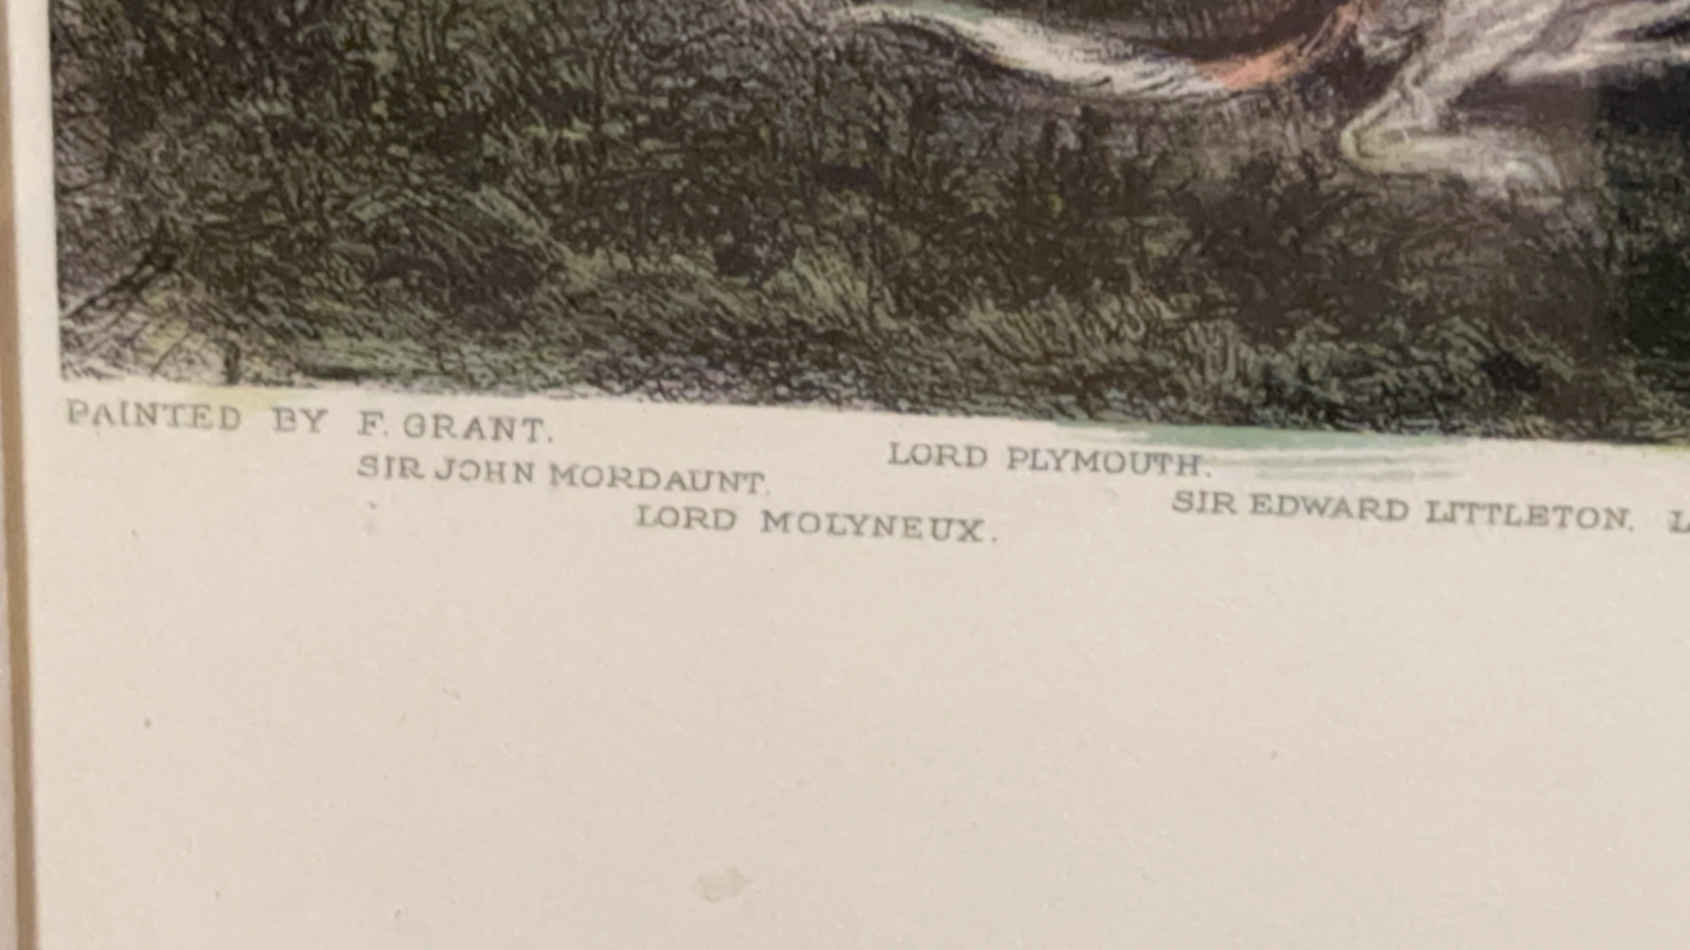 PAINTED BY F. GRANT.
LORD PLYMOUTH.
SIR JOHN MORDAUNT.
SIR EDWARD LITTLETON.
LORD MOLYNEUX.